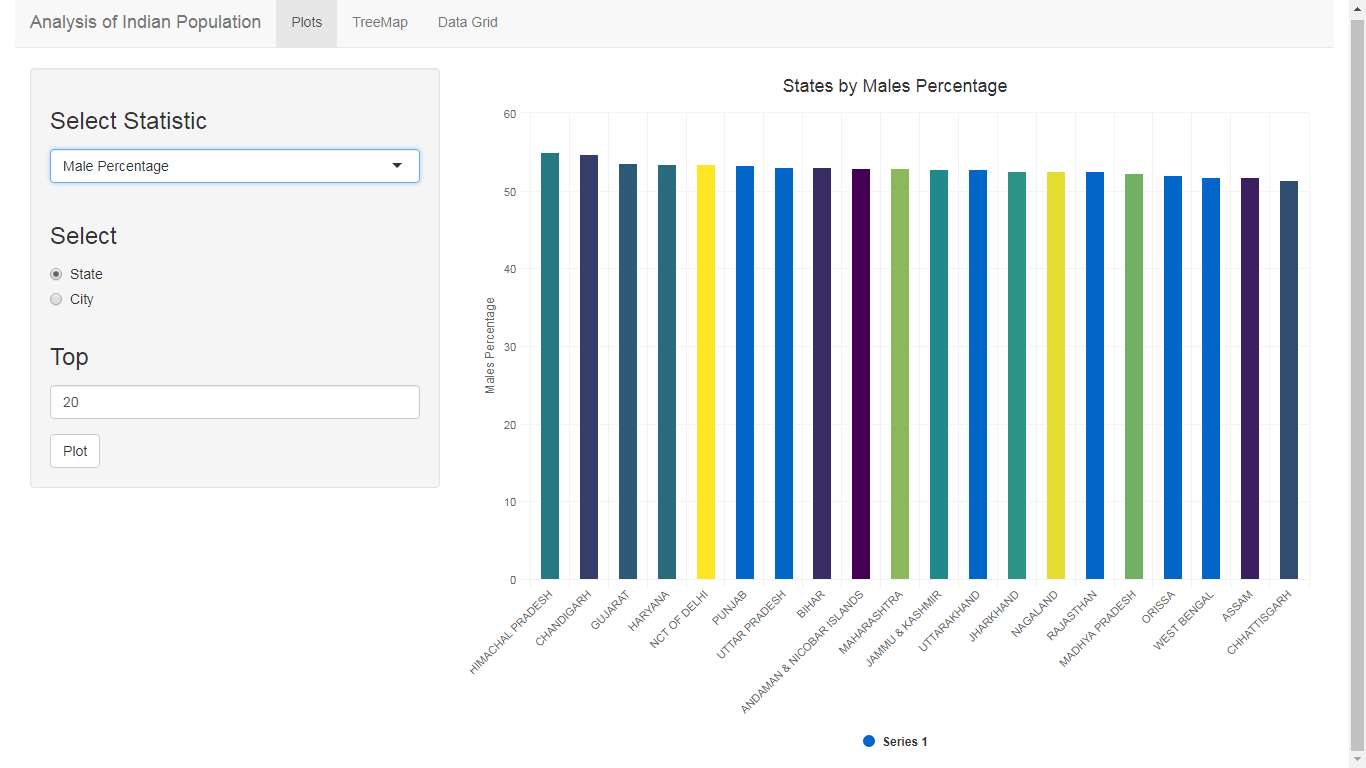 Analysis of Indian Population Plots TreeMap Data Grid
Select Statistic
Male Percentage
Select
State
City
Top
20
Plot
States by Males Percentage
Males Percentage
60
50
40
30
20
10
0
HIMACHAL PRADESH
CHANDIGARH
GUJARAT
HARYANA
NCT OF DELHI
PUNJAB
UTTAR PRADESH
BIHAR
ANDAMAN & NICOBAR ISLANDS
MAHARASHTRA
JAMMU & KASHMIR
UTTARAKHAND
JHARKHAND
NAGALAND
RAJASTHAN
MADHYA PRADESH
ORISSA
WEST BENGAL
ASSAM
CHHATTISGARH
Series 1